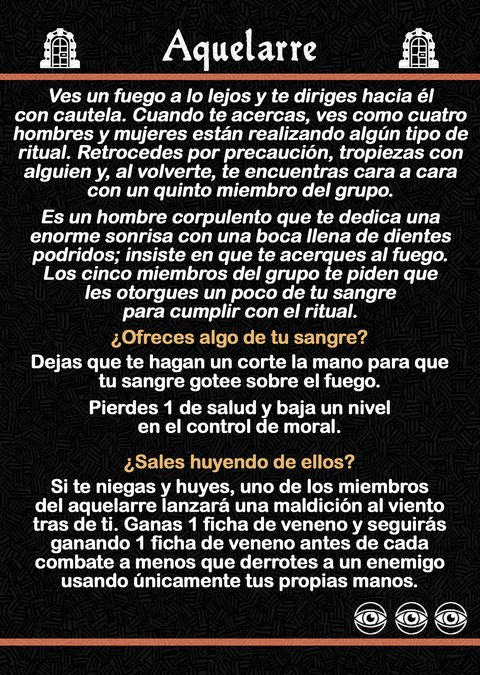 Aquelarre
Ves un fuego a lo lejos y te diriges hacia él
con cautela. Cuando te acercas, ves como cuatro
hombres y mujeres están realizando algún tipo de
ritual. Retrocedes por precaución, tropiezas con
alguien y, al volverte, te encuentras cara a cara
con un quinto miembro del grupo.
Es un hombre corpulento que te dedica una
enorme sonrisa con una boca llena de dientes
podridos; insiste en que te acerques al fuego.
Los cinco miembros del grupo te piden que
les otorgues un poco de tu sangre
para cumplir con el ritual.
¿Ofreces algo de tu sangre?
Dejas que te hagan un corte la mano para que
tu sangre gotee sobre el fuego.
Pierdes 1 de salud y baja un nivel
en el control de moral.
¿Sales huyendo de ellos?
Si te niegas y huyes, uno de los miembros
del aquelarre lanzará una maldición al viento
tras de ti. Ganas 1 ficha de veneno y seguirás
ganando 1 ficha de veneno antes de cada
combate a menos que derrotes a un enemigo
usando únicamente tus propias manos.